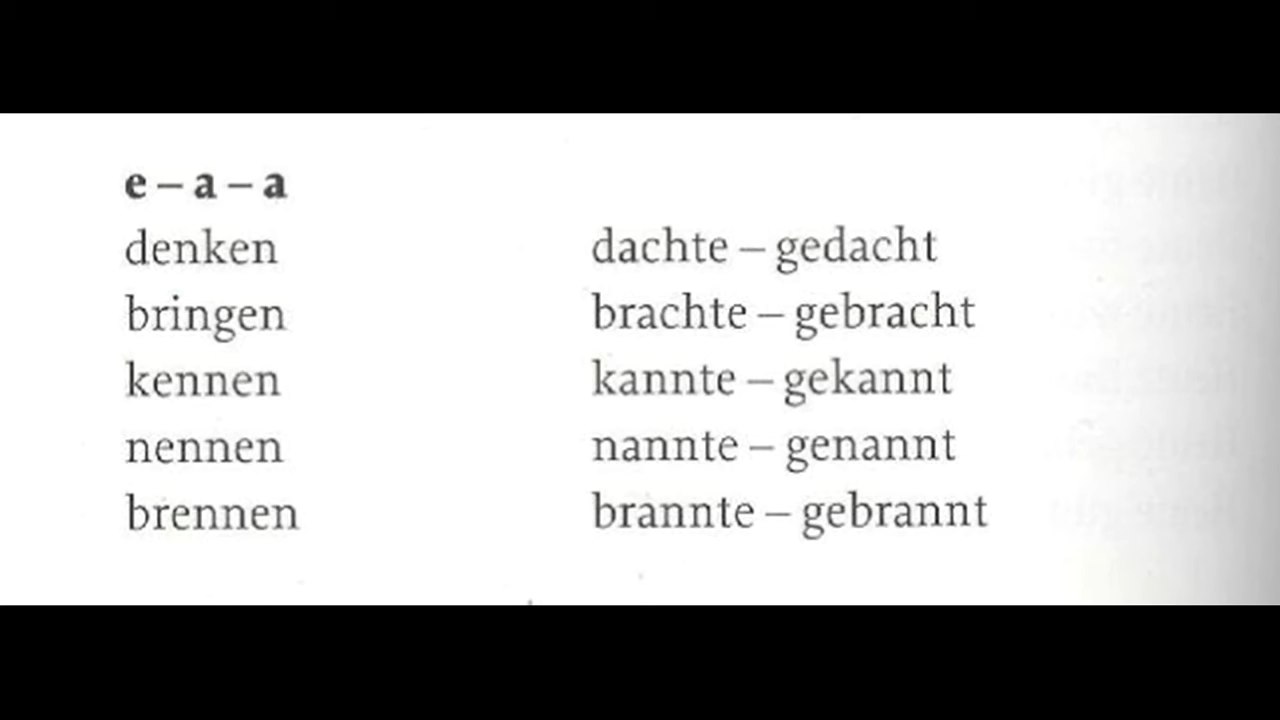 e – a – a
denken dachte – gedacht
bringen brachte – gebracht
kennen kannte – gekannt
nennen nannte – genannt
brennen brannte – gebrannt